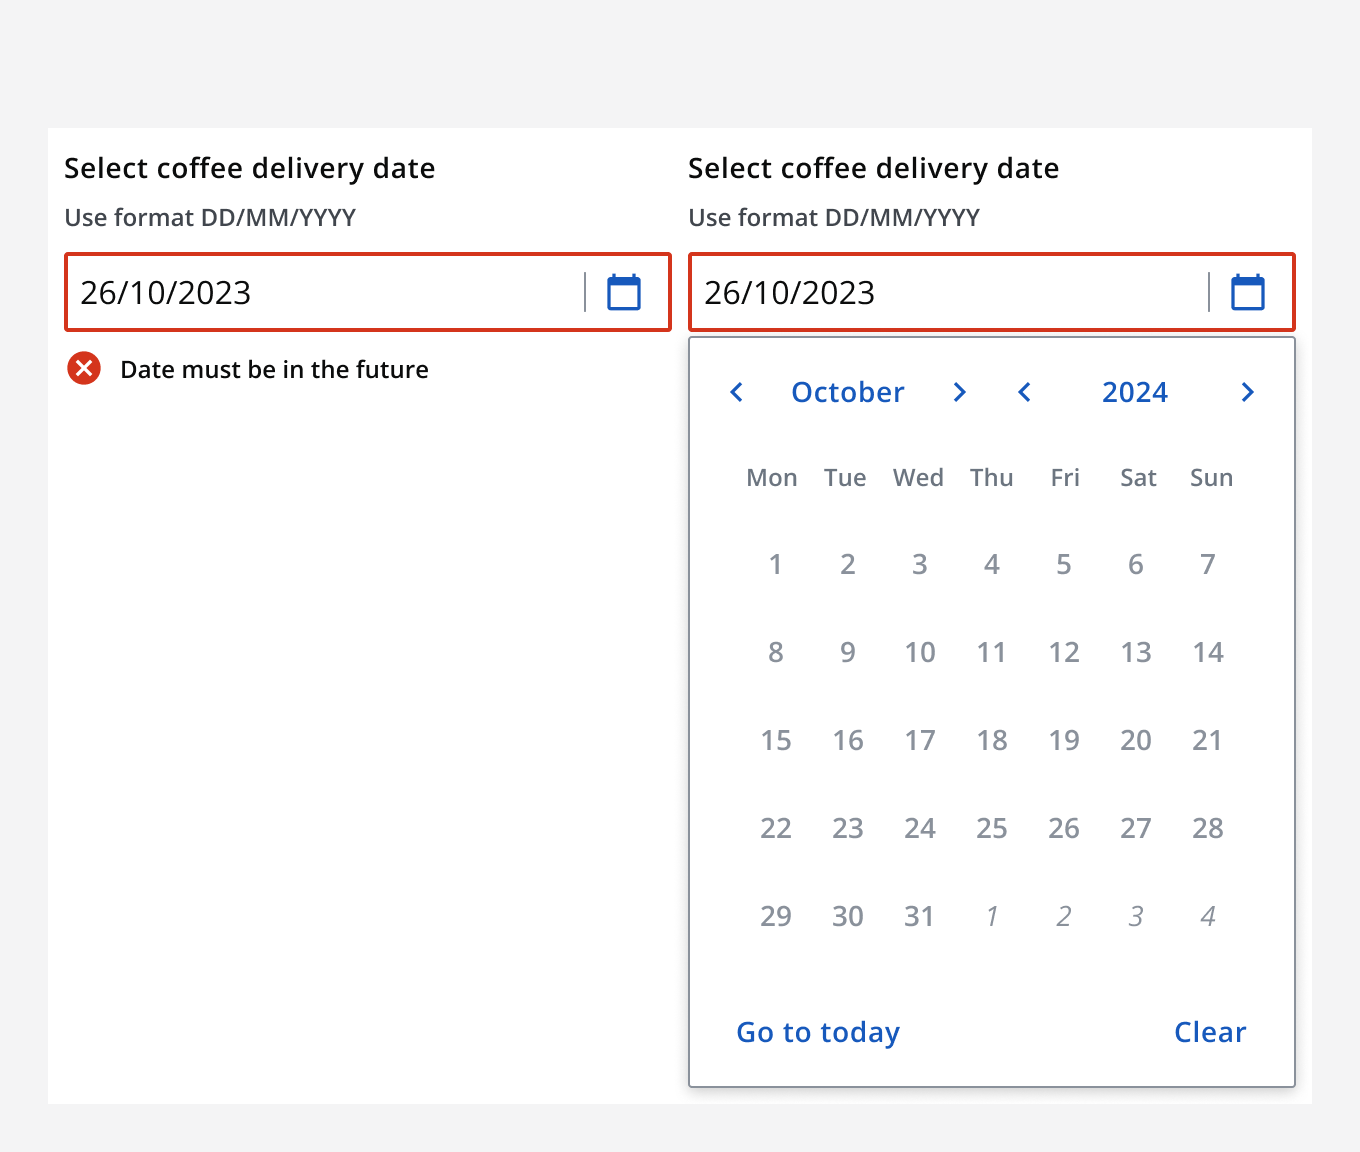 Select coffee delivery date
Use format DD/MM/YYYY
26/10/2023
Date must be in the future
Select coffee delivery date
Use format DD/MM/YYYY
26/10/2023
October 2024
Mon Tue Wed Thu Fri Sat Sun
1 2 3 4 5 6 7
8 9 10 11 12 13 14
15 16 17 18 19 20 21
22 23 24 25 26 27 28
29 30 31 1 2 3 4
Go to today Clear